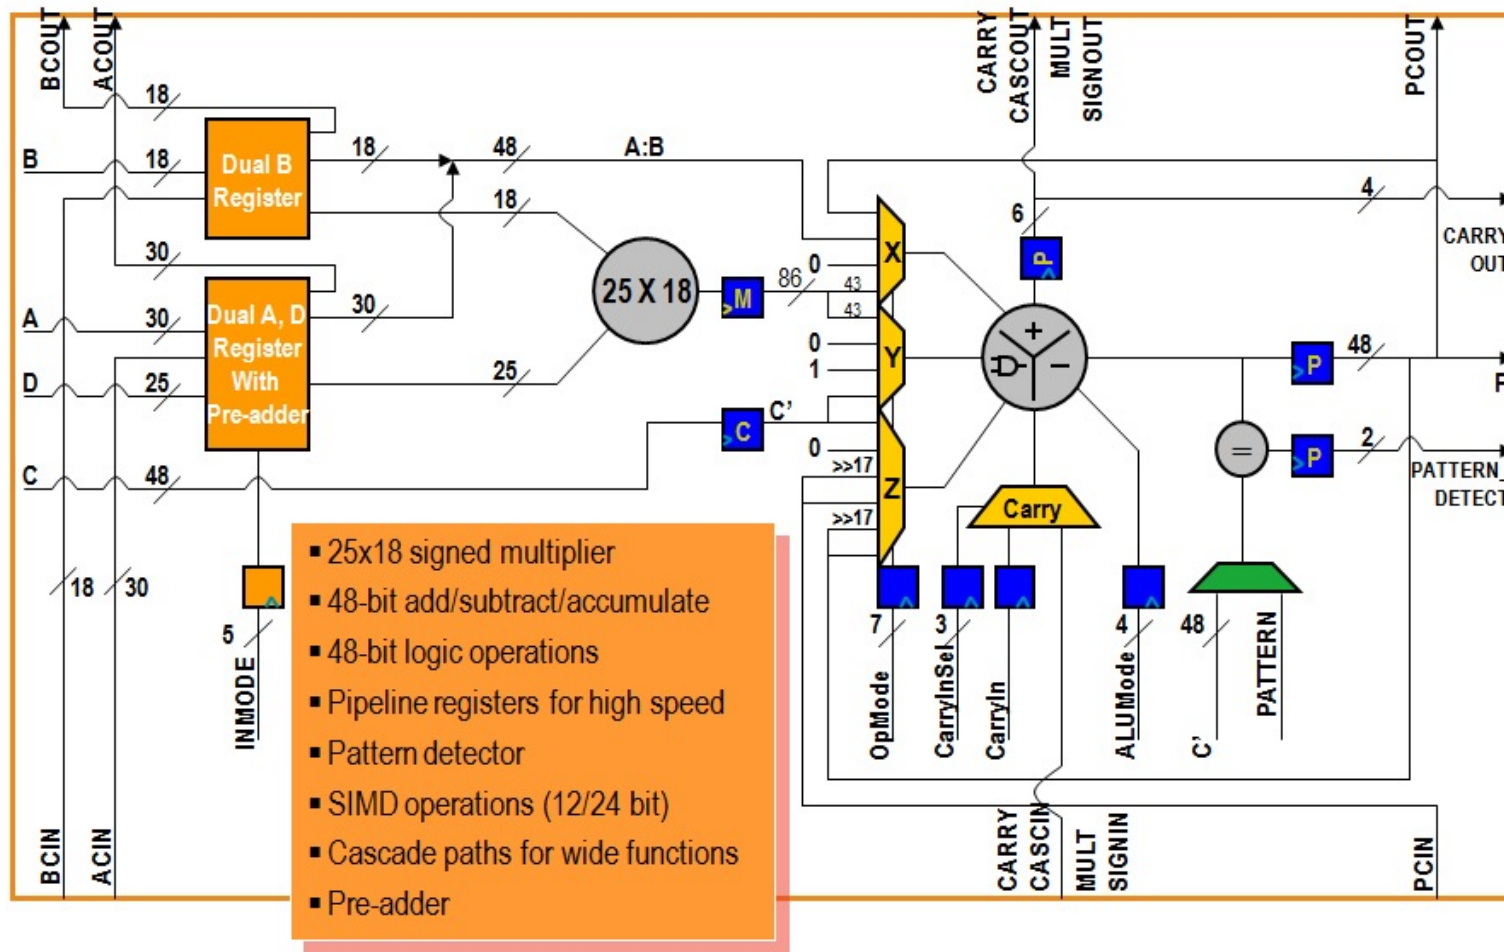 BCOUT
ACOUT
CARRY
CASCOUT
MULT
SIGNOUT
PCOUT
18
B
18
Dual B
Register
18
48
A:B
18
4
6
P
CARRY
OUT
30
A
30
Dual A, D
Register
With
Pre-adder
30
D
25
25
25 X 18
M
86
43
43
X
0
Y
0
1
+
−
P
48
P
C
C'
0
>>17
Z
>>17
=
P
2
PATTERN_
DETECT
C
48
Carry
18
30
5
INMODE
▪ 25x18 signed multiplier
▪ 48-bit add/subtract/accumulate
▪ 48-bit logic operations
▪ Pipeline registers for high speed
▪ Pattern detector
▪ SIMD operations (12/24 bit)
▪ Cascade paths for wide functions
▪ Pre-adder
7
OpMode
3
CarryInSel
CarryIn
4
ALUMode
48
C'
PATTERN
BCIN
ACIN
CARRY
CASCIN
MULT
SIGNIN
PCIN